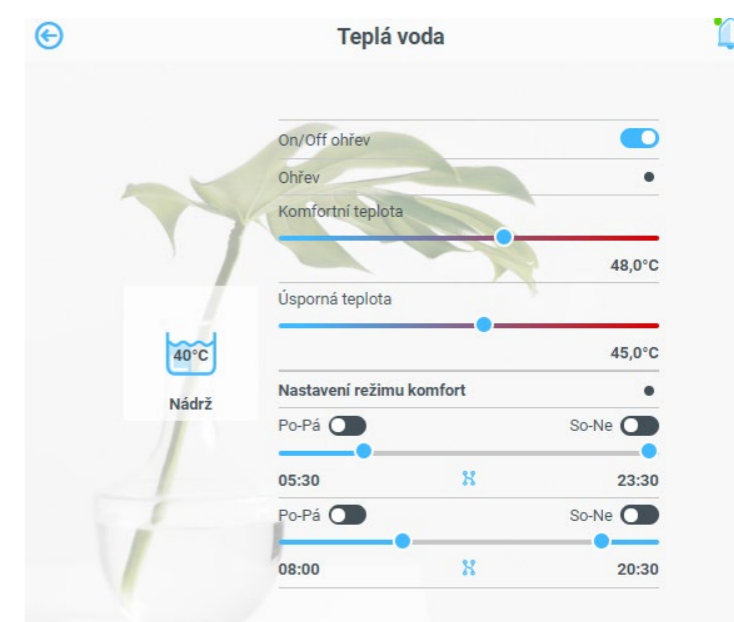 Teplá voda
On/Off ohřev
Ohřev
Komfortní teplota
48,0°C
Úsporná teplota
45,0°C
40°C
Nádrž
Nastavení režimu komfort
Po-Pá So-Ne
05:30 23:30
Po-Pá So-Ne
08:00 20:30